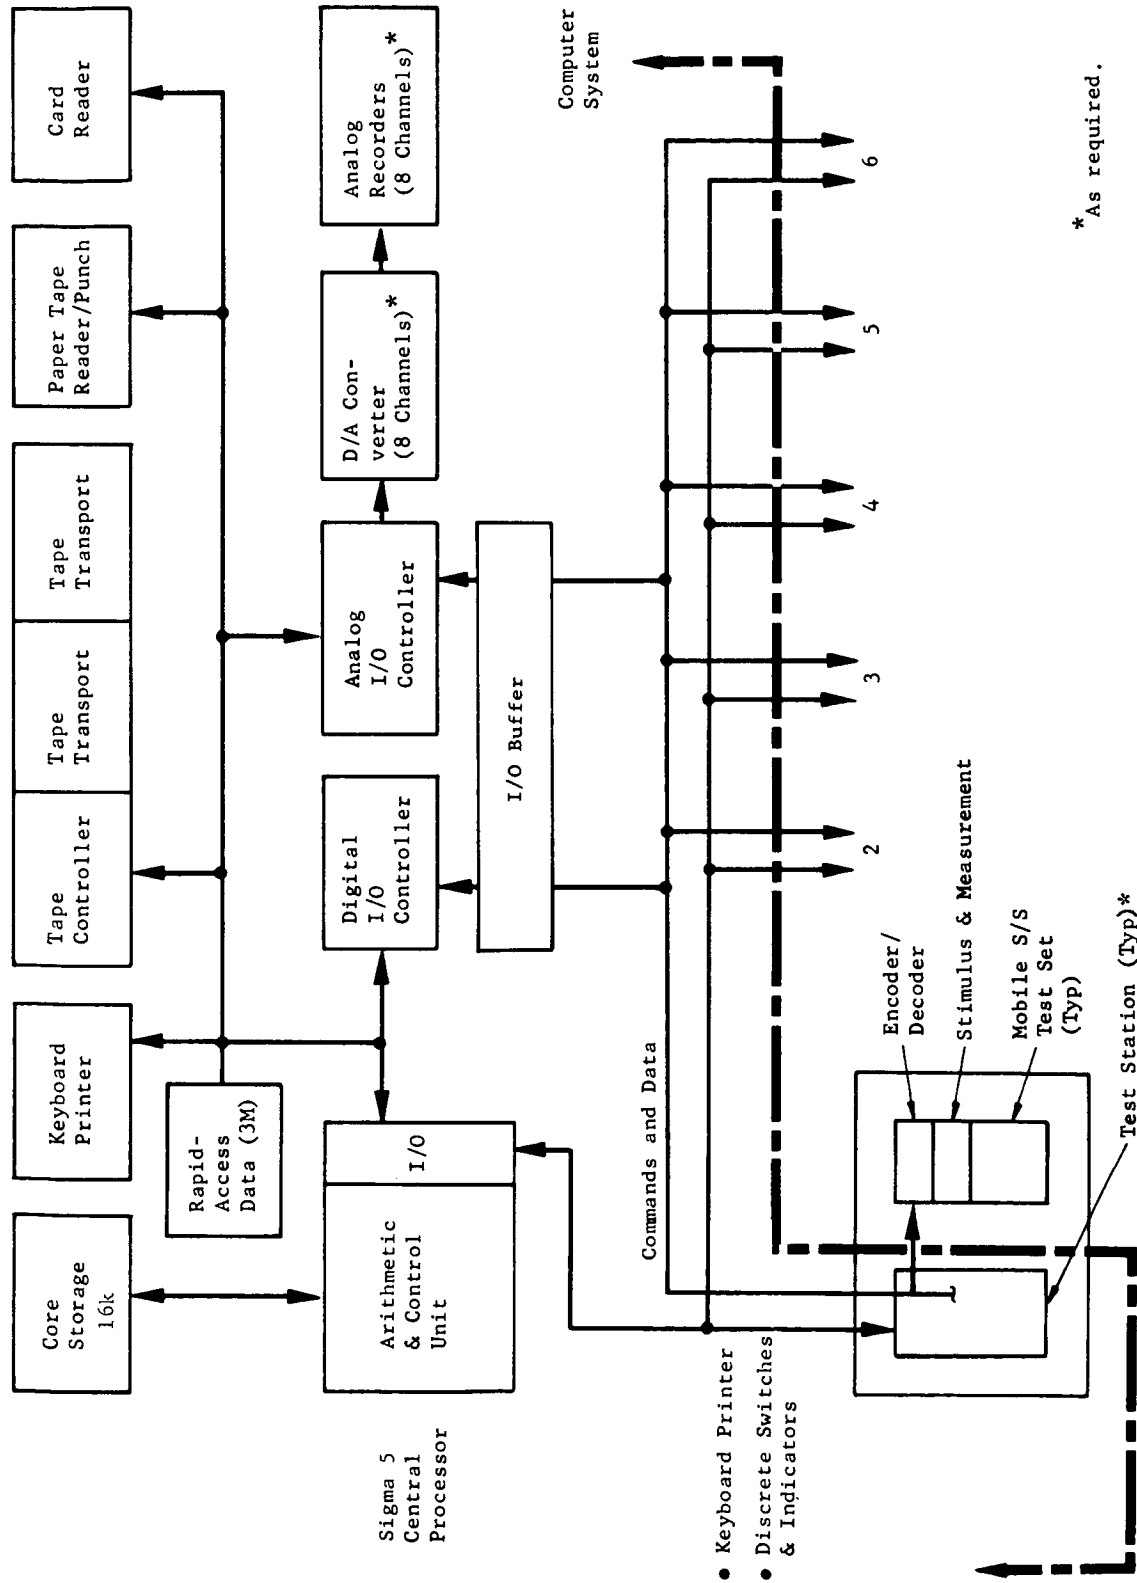 Core
Storage
16k
Keyboard
Printer
Tape
Controller
Tape
Transport
Tape
Transport
Paper Tape
Reader/Punch
Card
Reader
Rapid-
Access
Data (3M)
Sigma 5
Central
Processor
Arithmetic
& Control
Unit
I/O
Digital
I/O
Controller
Analog
I/O
Controller
D/A Con-
verter
(8 Channels)*
Analog
Recorders
(8 Channels)*
I/O Buffer
Computer
System
Commands and Data
• Keyboard Printer
• Discrete Switches
& Indicators
2
3
4
5
6
Encoder/
Decoder
Stimulus & Measurement
Mobile S/S
Test Set
(Typ)
Test Station (Typ)*
*As required.